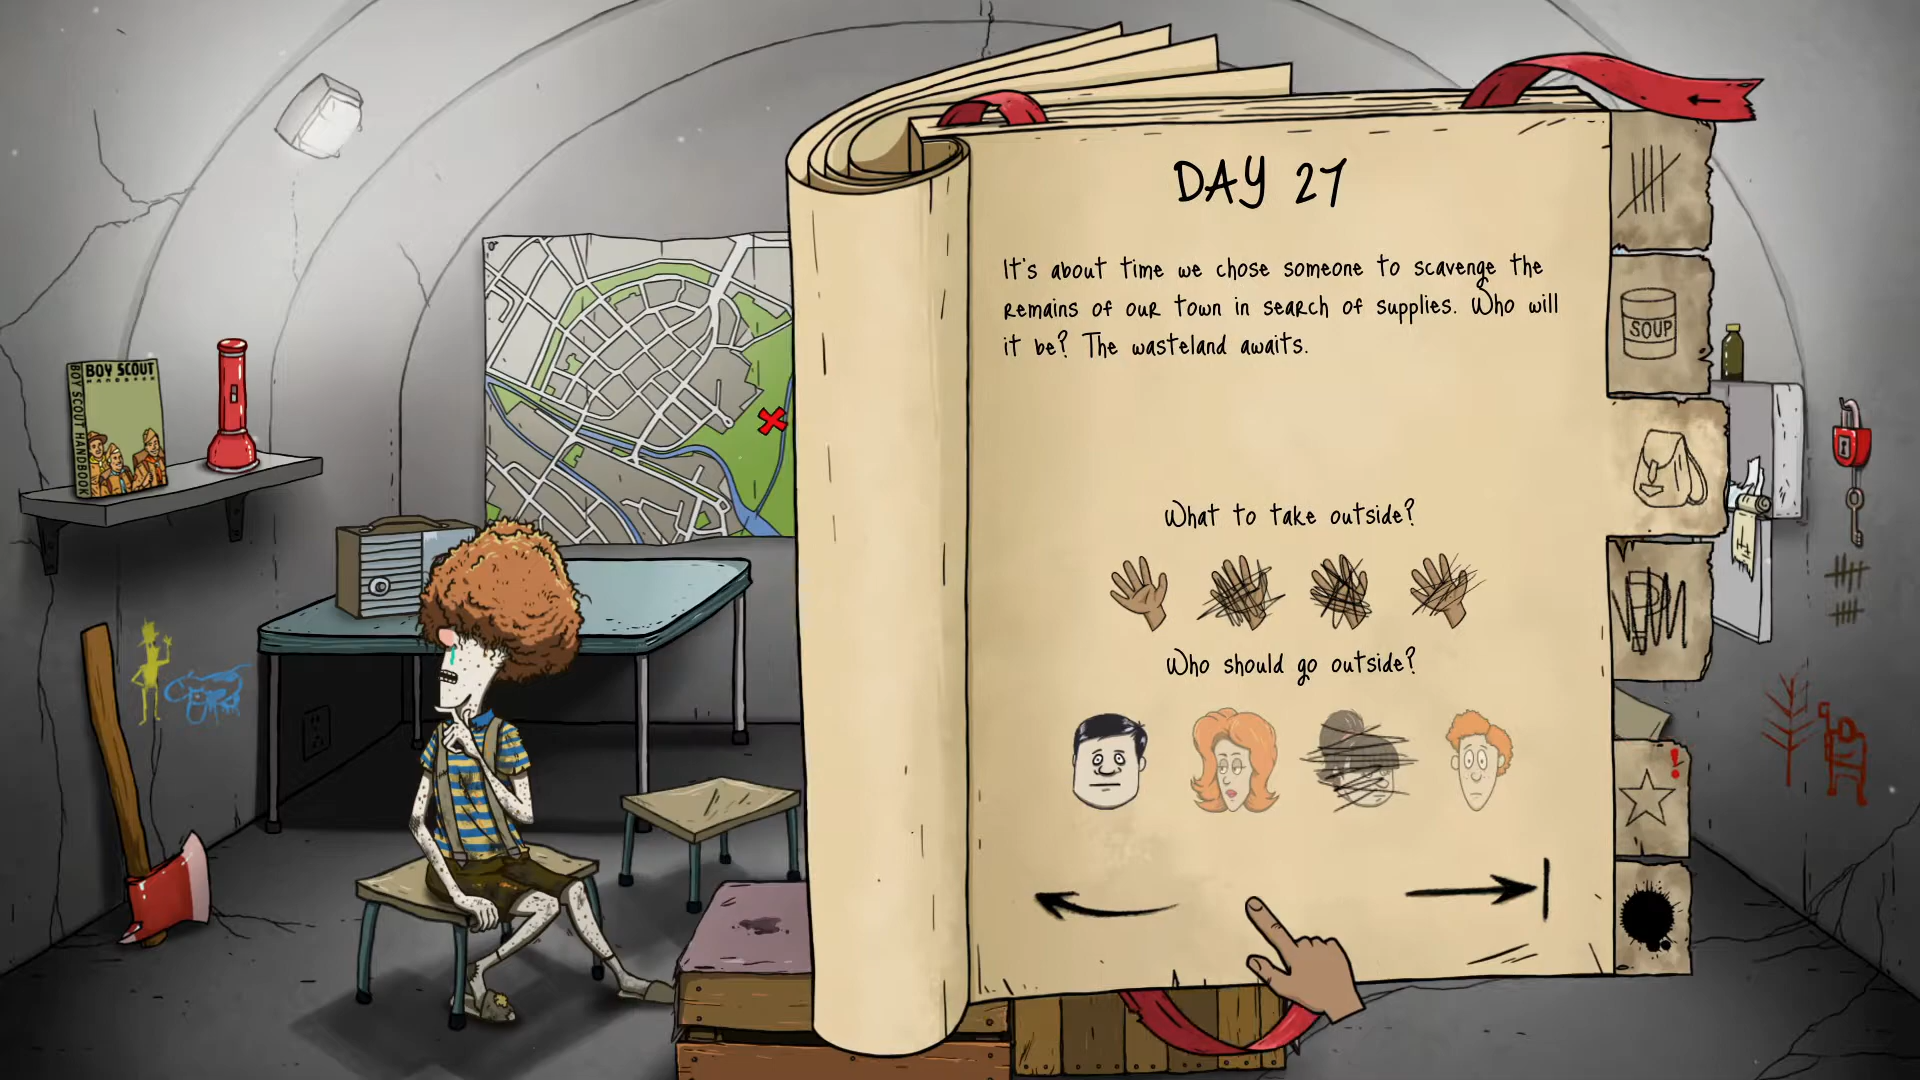 DAY 27
It's about time we chose someone to scavenge the
remains of our town in search of supplies. Who will
it be? The wasteland awaits.
What to take outside?
Who should go outside?
BOY SCOUT
HANDBOOK
BOY SCOUT HANDBOOK
SOUP